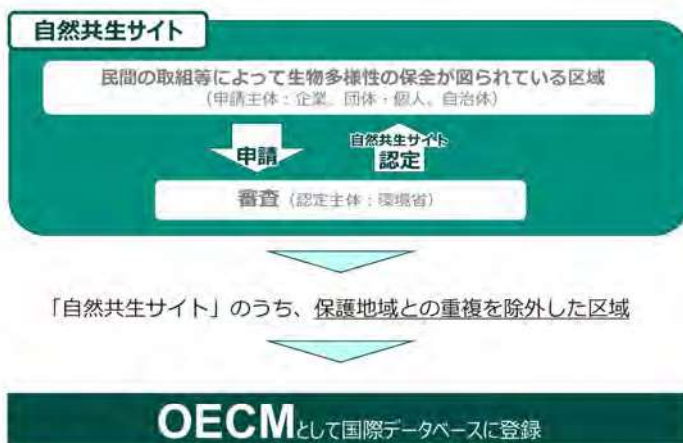 自然共生サイト
民間の取組等によって生物多様性の保全が図られている区域
（申請主体：企業、団体・個人、自治体）
申請
自然共生サイト
認定
審査（認定主体：環境省）
「自然共生サイト」のうち、保護地域との重複を除外した区域
OECMとして国際データベースに登録